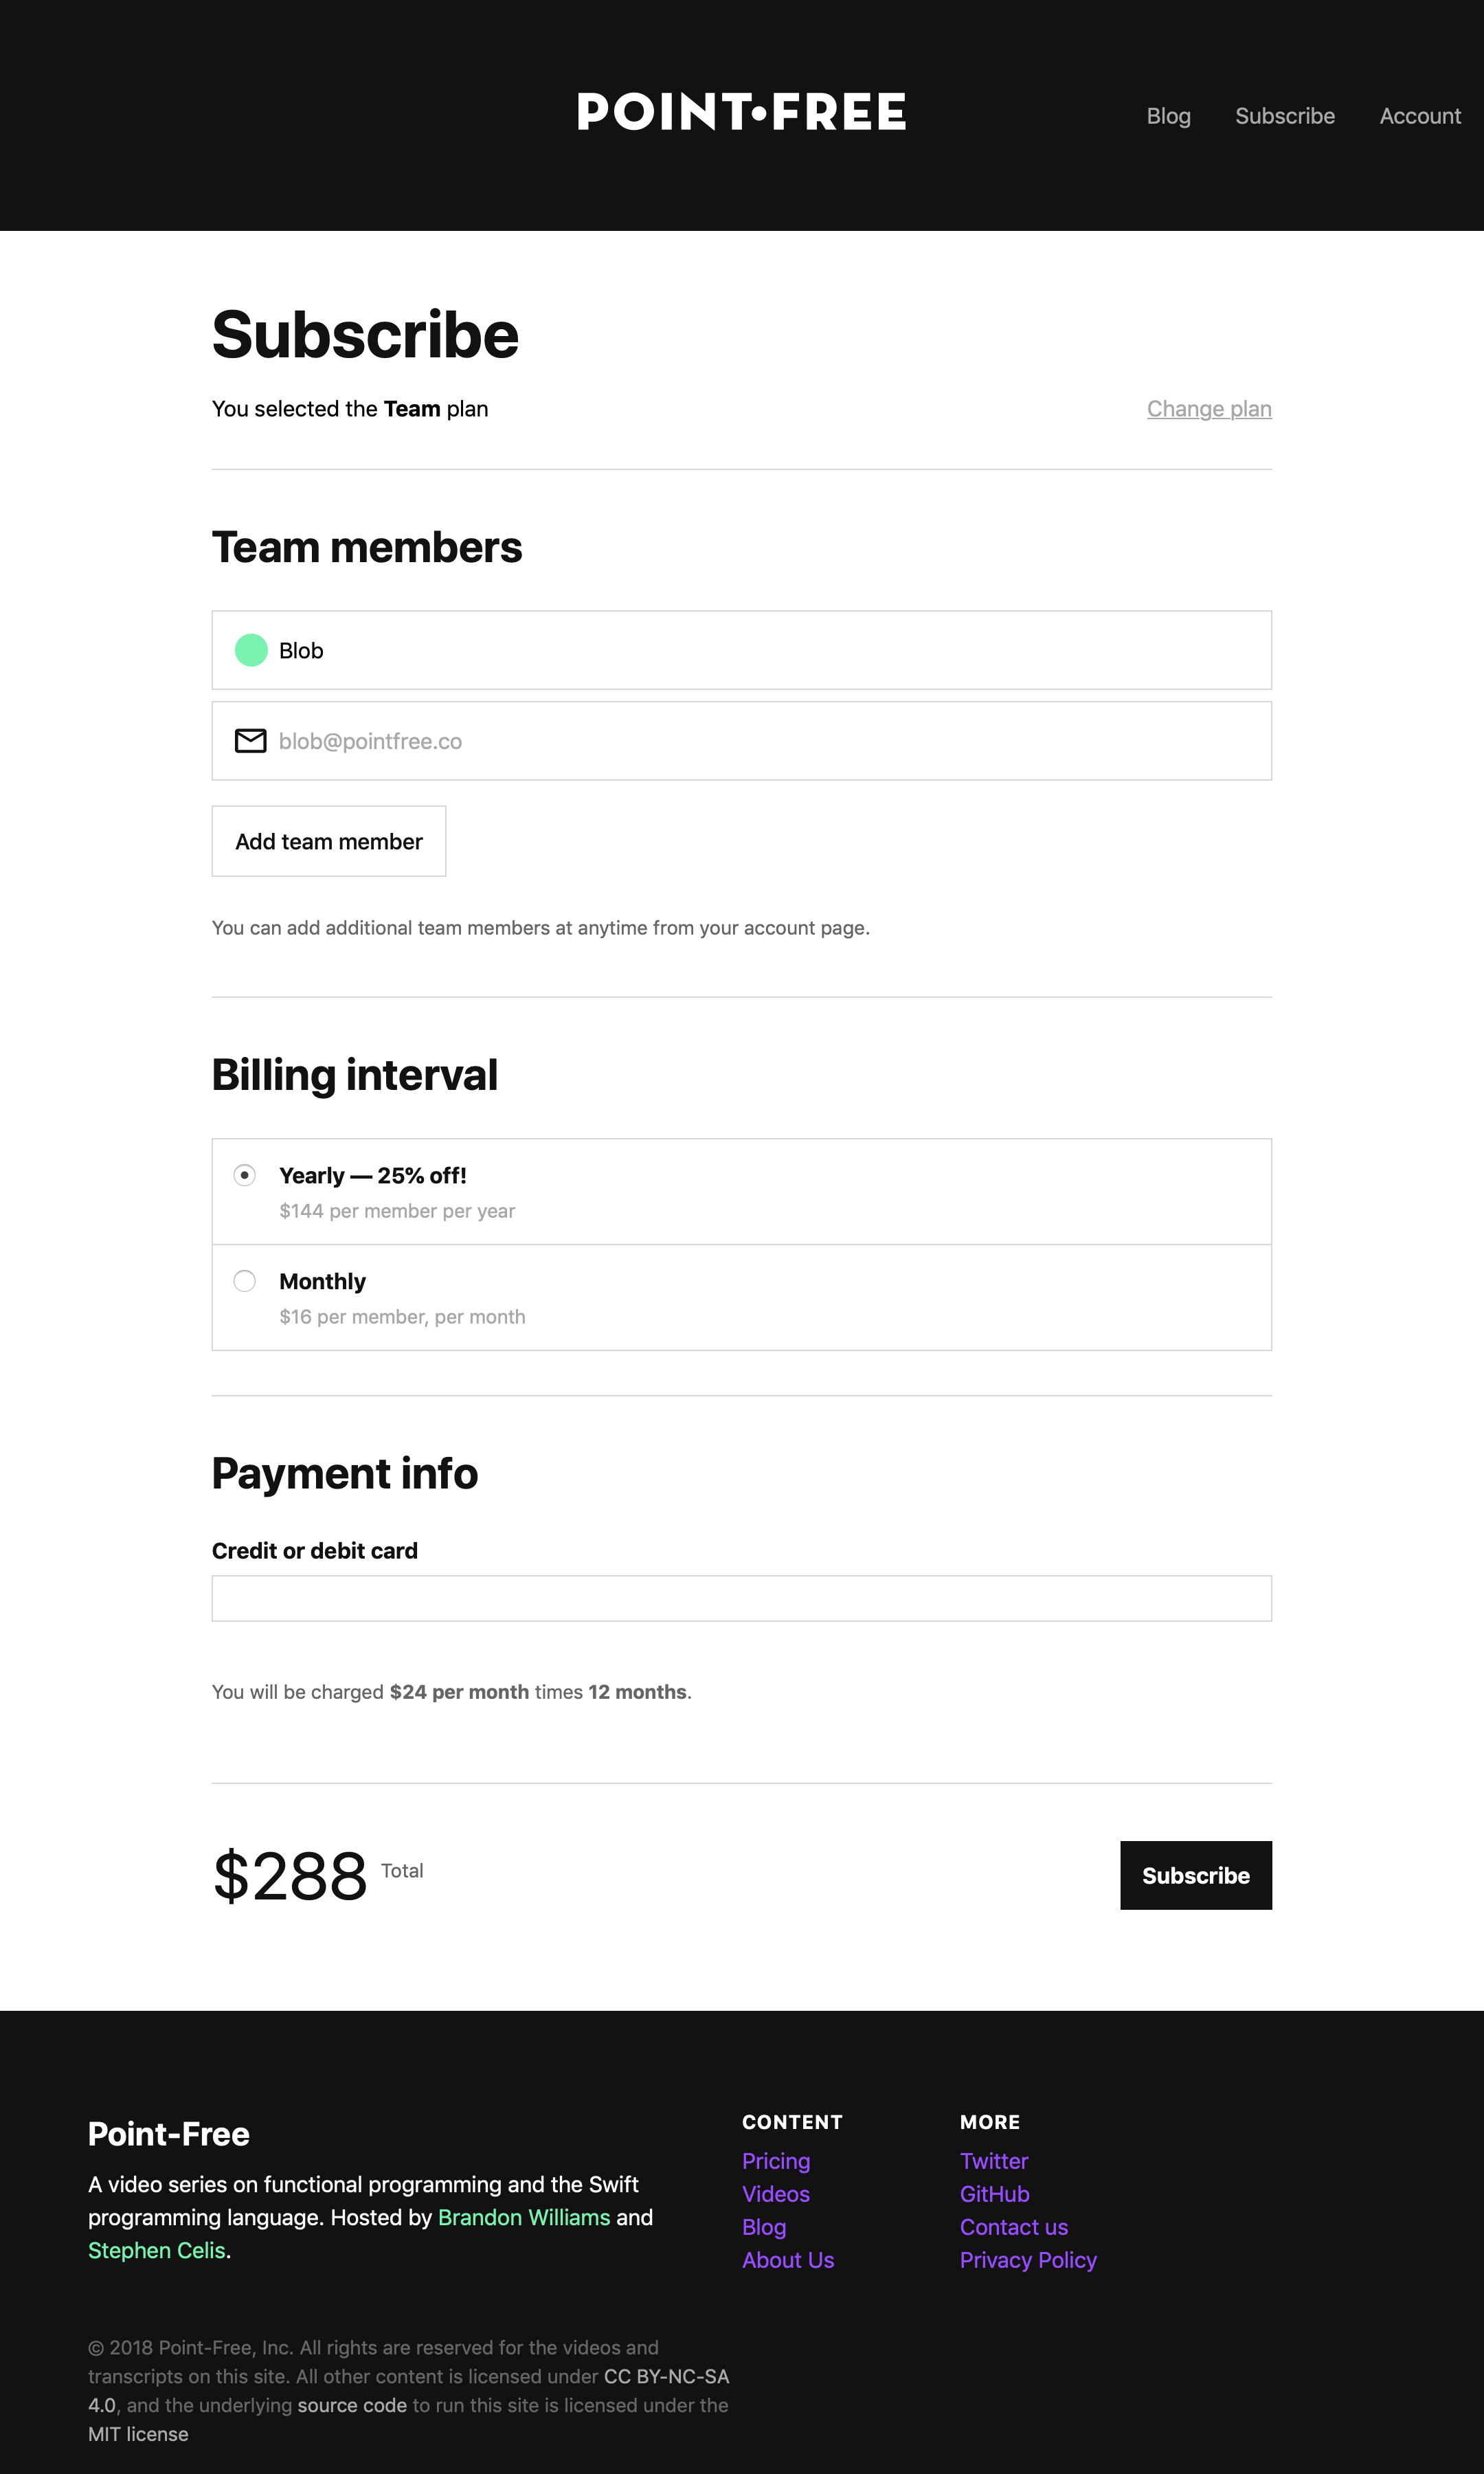 POINT•FREE
Blog Subscribe Account
Subscribe
You selected the Team plan
Change plan
Team members
Blob
blob@pointfree.co
Add team member
You can add additional team members at anytime from your account page.
Billing interval
Yearly — 25% off!
$144 per member per year
Monthly
$16 per member, per month
Payment info
Credit or debit card
You will be charged $24 per month times 12 months.
$288 Total
Subscribe
Point-Free
A video series on functional programming and the Swift
programming language. Hosted by Brandon Williams and
Stephen Celis.
CONTENT
Pricing
Videos
Blog
About Us
MORE
Twitter
GitHub
Contact us
Privacy Policy
© 2018 Point-Free, Inc. All rights are reserved for the videos and
transcripts on this site. All other content is licensed under CC BY-NC-SA
4.0, and the underlying source code to run this site is licensed under the
MIT license